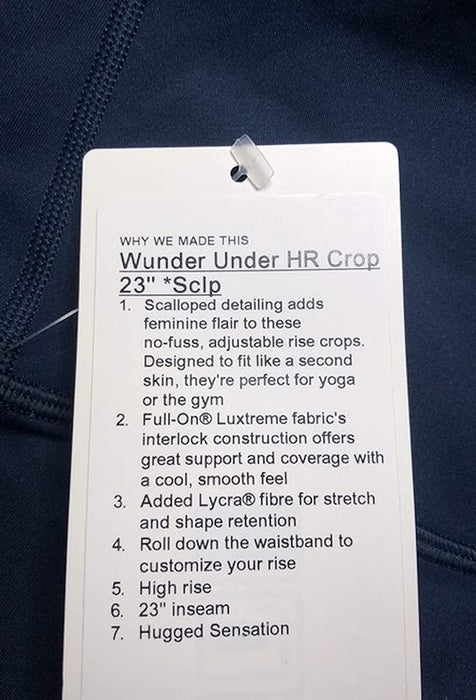 WHY WE MADE THIS
Wunder Under HR Crop
23" *Sclp
1. Scalloped detailing adds
feminine flair to these
no-fuss, adjustable rise crops.
Designed to fit like a second
skin, they're perfect for yoga
or the gym
2. Full-On® Luxtreme fabric's
interlock construction offers
great support and coverage with
a cool, smooth feel
3. Added Lycra® fibre for stretch
and shape retention
4. Roll down the waistband to
customize your rise
5. High rise
6. 23" inseam
7. Hugged Sensation